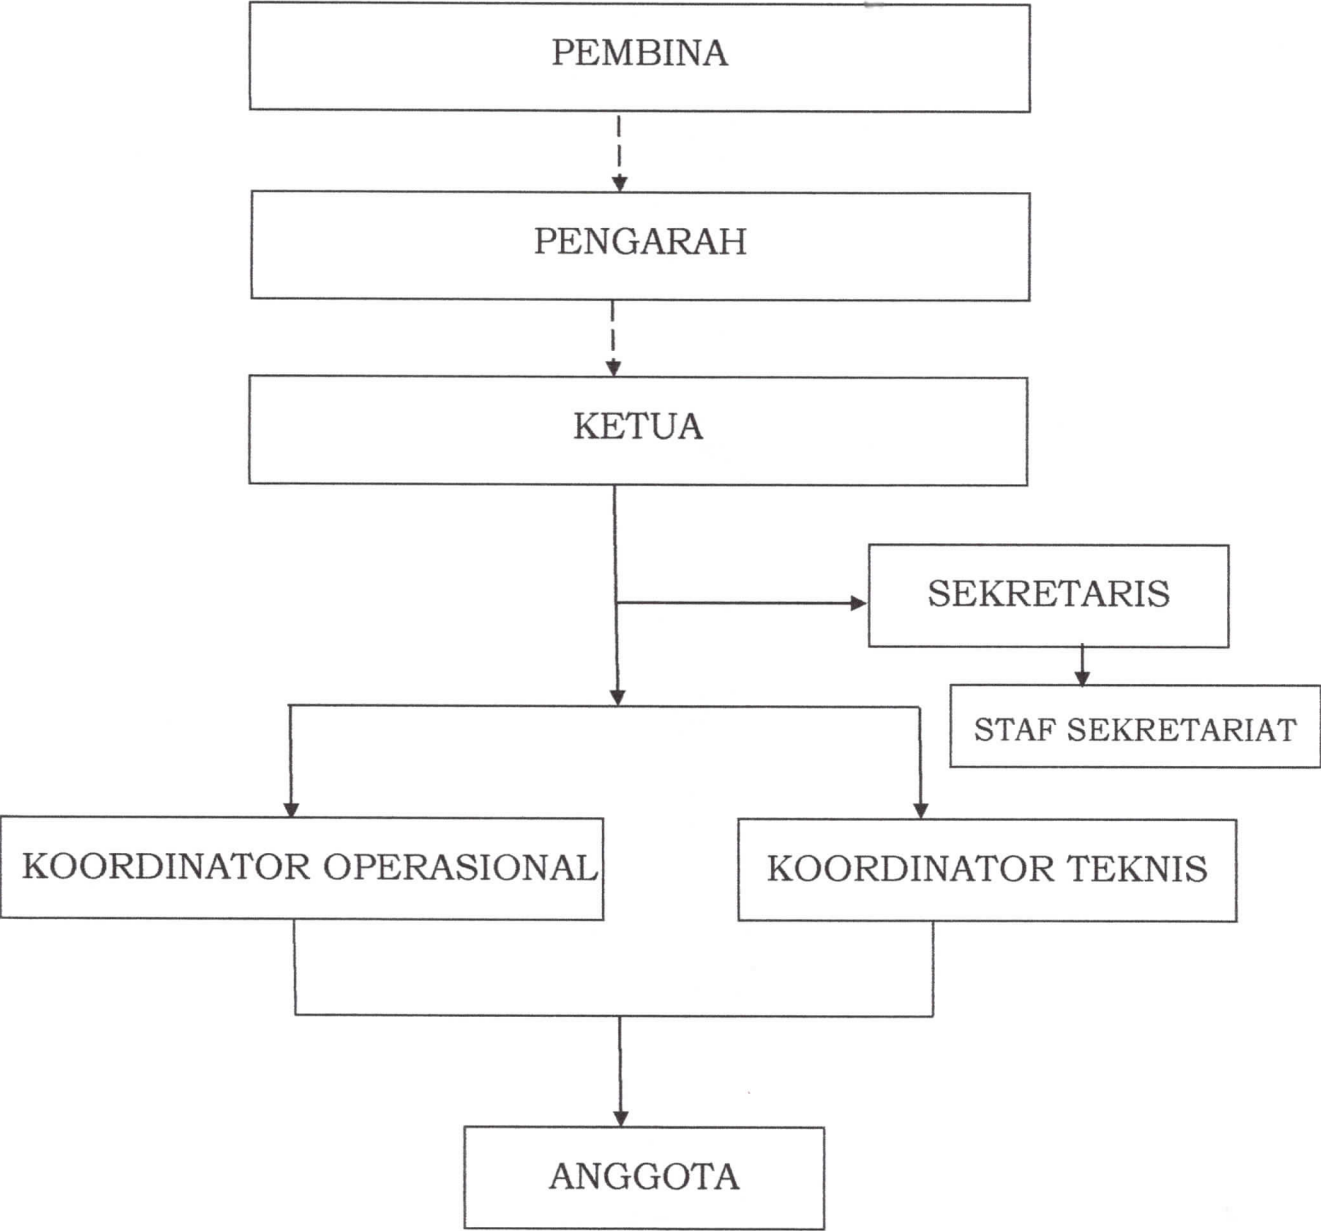 PEMBINA
PENGARAH
KETUA
SEKRETARIS
STAF SEKRETARIAT
KOORDINATOR OPERASIONAL
KOORDINATOR TEKNIS
ANGGOTA